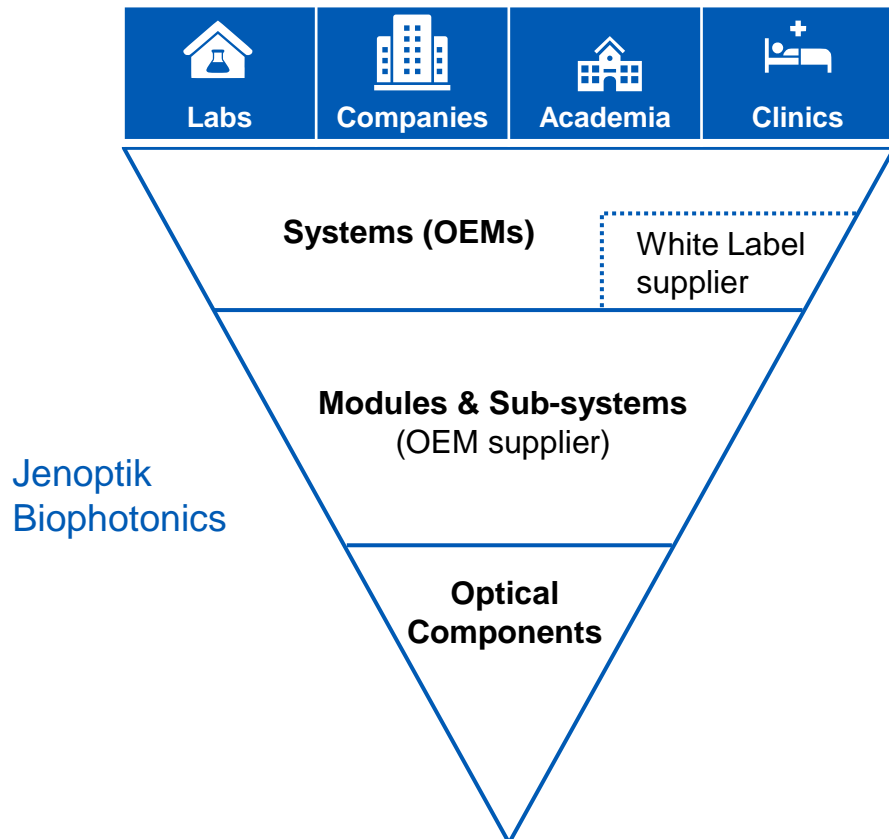 Labs
Companies
Academia
Clinics
Systems (OEMs)
White Label
supplier
Modules & Sub-systems
(OEM supplier)
Jenoptik
Biophotonics
Optical
Components